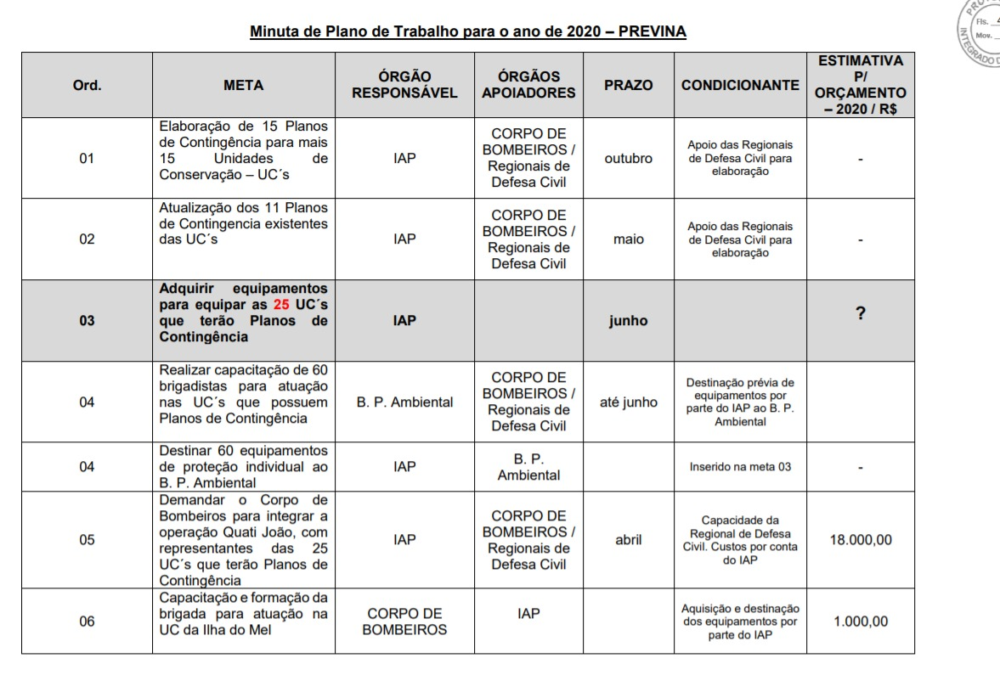 Minuta de Plano de Trabalho para o ano de 2020 – PREVINA
Fls. 4
Mov.
INTEGRADO D
Ord.
META
ÓRGÃO
RESPONSÁVEL
ÓRGÃOS
APOIADORES
PRAZO
CONDICIONANTE
ESTIMATIVA
P/
ORÇAMENTO
– 2020 / R$
01
Elaboração de 15 Planos
de Contingência para mais
15 Unidades de
Conservação – UC´s
IAP
CORPO DE
BOMBEIROS /
Regionais de
Defesa Civil
outubro
Apoio das Regionais
de Defesa Civil para
elaboração
-
02
Atualização dos 11 Planos
de Contingencia existentes
das UC´s
IAP
CORPO DE
BOMBEIROS /
Regionais de
Defesa Civil
maio
Apoio das Regionais
de Defesa Civil para
elaboração
-
03
Adquirir equipamentos
para equipar as 25 UC´s
que terão Planos de
Contingência
IAP
junho
?
04
Realizar capacitação de 60
brigadistas para atuação
nas UC´s que possuem
Planos de Contingência
B. P. Ambiental
CORPO DE
BOMBEIROS /
Regionais de
Defesa Civil
até junho
Destinação prévia de
equipamentos por
parte do IAP ao B. P.
Ambiental
04
Destinar 60 equipamentos
de proteção individual ao
B. P. Ambiental
IAP
B. P.
Ambiental
Inserido na meta 03
-
05
Demandar o Corpo de
Bombeiros para integrar a
operação Quati João, com
representantes das 25
UC´s que terão Planos de
Contingência
IAP
CORPO DE
BOMBEIROS /
Regionais de
Defesa Civil
abril
Capacidade da
Regional de Defesa
Civil. Custos por conta
do IAP
18.000,00
06
Capacitação e formação da
brigada para atuação na
UC da Ilha do Mel
CORPO DE
BOMBEIROS
IAP
Aquisição e destinação
dos equipamentos por
parte do IAP
1.000,00